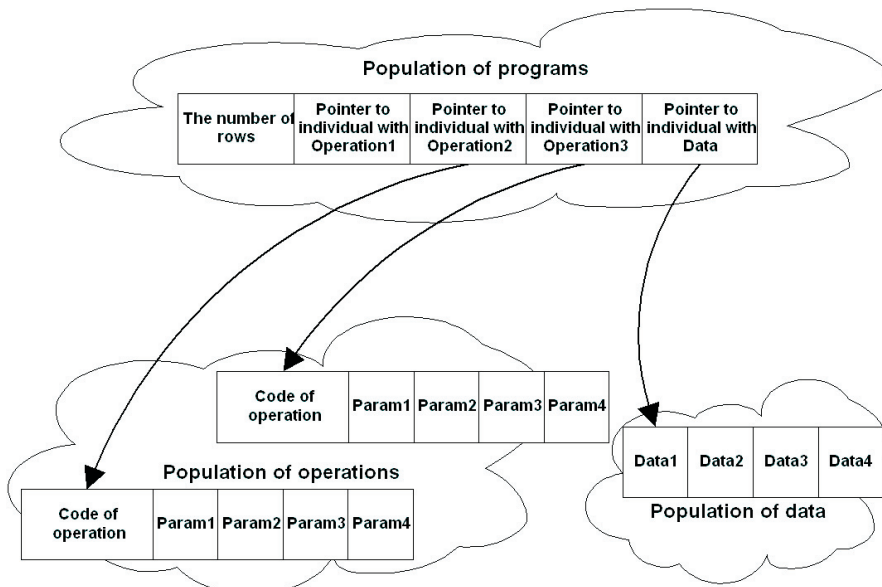 Population of programs
The number of
rows
Pointer to
individual with
Operation1
Pointer to
individual with
Operation2
Pointer to
individual with
Operation3
Pointer to
individual with
Data
Code of
operation
Param1
Param2
Param3
Param4
Population of operations
Code of
operation
Param1
Param2
Param3
Param4
Data1
Data2
Data3
Data4
Population of data